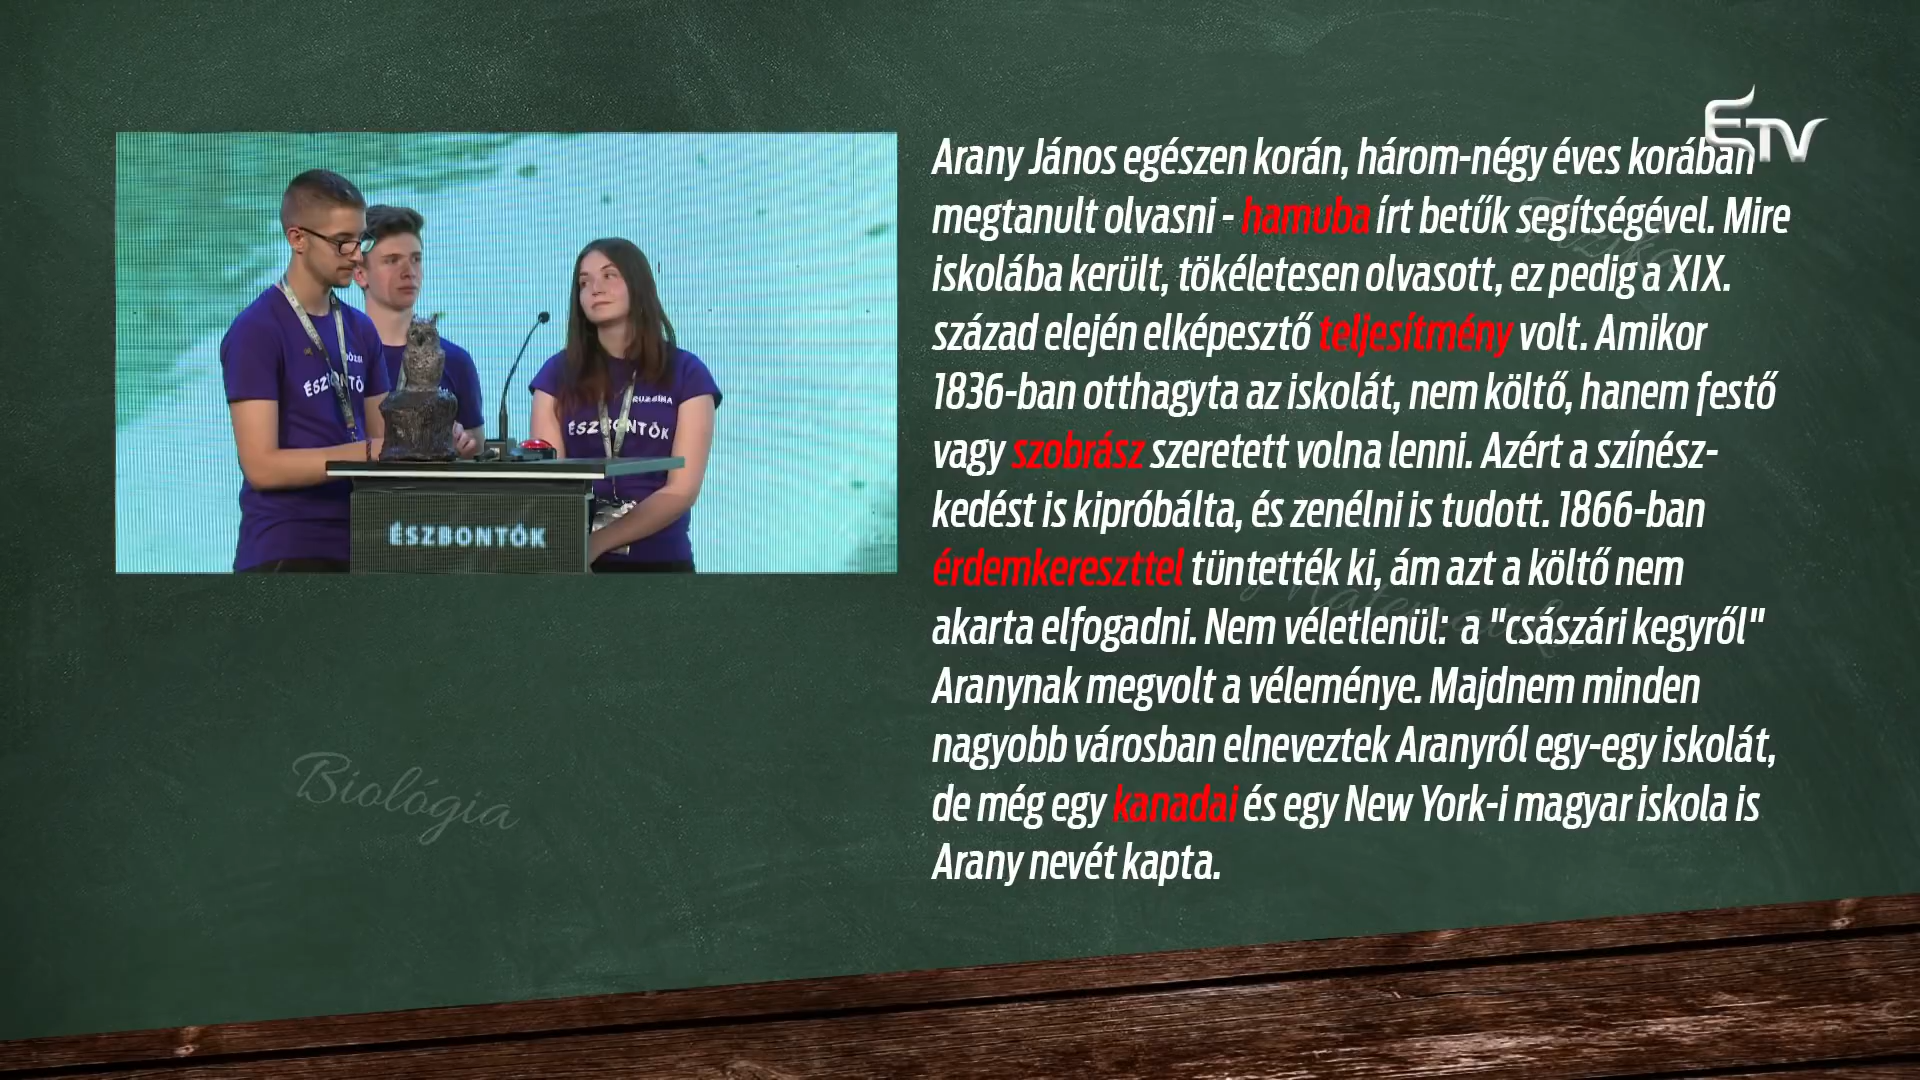 ETV
Arany János egészen korán, három-négy éves korában
megtanult olvasni - hamuba írt betűk segítségével. Mire
iskolába került, tökéletesen olvasott, ez pedig a XIX.
század elején elképesztő teljesítmény volt. Amikor
1836-ban otthagyta az iskolát, nem költő, hanem festő
vagy szobrász szeretett volna lenni. Azért a színész-
kedést is kipróbálta, és zenélni is tudott. 1866-ban
érdemkereszttel tüntették ki, ám azt a költő nem
akarta elfogadni. Nem véletlenül: a "császári kegyről"
Aranynak megvolt a véleménye. Majdnem minden
nagyobb városban elneveztek Aranyról egy-egy iskolát,
de még egy kanadai és egy New York-i magyar iskola is
Arany nevét kapta.
ÉSZBONTÓK
ÉSZBONTÓK
Biológia
Fizika
Matematika